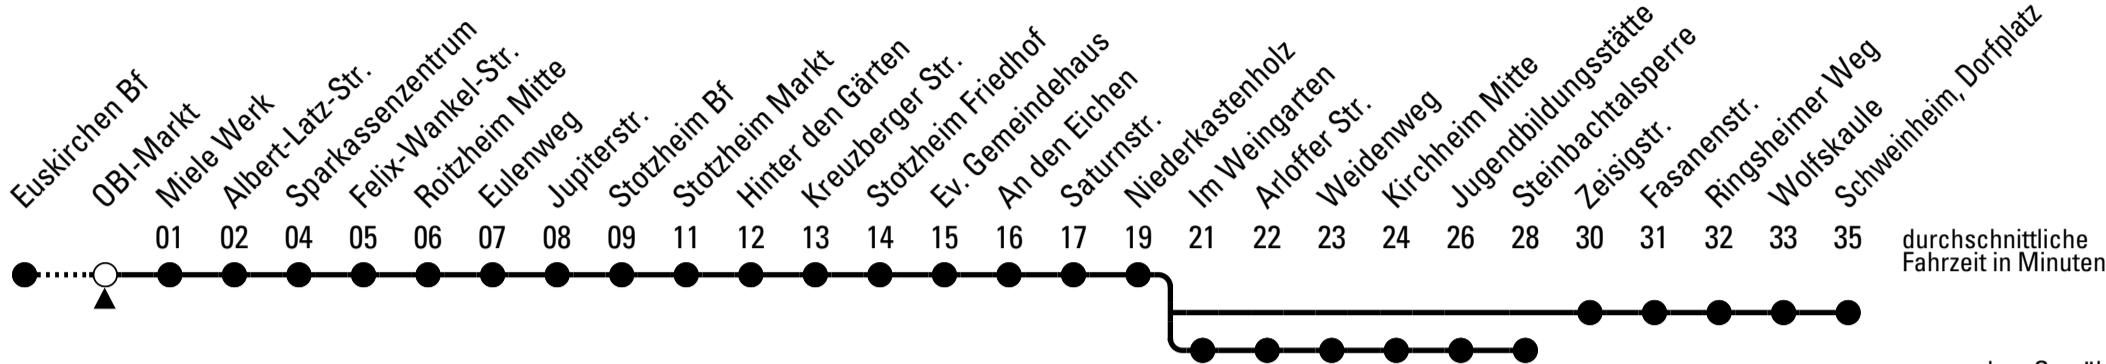 Euskirchen Bf
OBI-Markt
Miele Werk
Albert-Latz-Str.
Sparkassenzentrum
Felix-Wankel-Str.
Roitzheim Mitte
Eulenweg
Jupiterstr.
Stotzheim Bf
Stotzheim Markt
Hinter den Gärten
Kreuzberger Str.
Stotzheim Friedhof
Ev. Gemeindehaus
An den Eichen
Saturnstr.
Niederkastenholz
Im Weingarten
Arloffer Str.
Weidenweg
Kirchheim Mitte
Jugendbildungsstätte
Steinbachtalsperre
Zeisigstr.
Fasanenstr.
Ringsheimer Weg
Wolfskaule
Schweinheim, Dorfplatz
01 02 04 05 06 07 08 09 11 12 13 14 15 16 17 19 21 22 23 24 26 28 30 31 32 33 35
durchschnittliche
Fahrzeit in Minuten